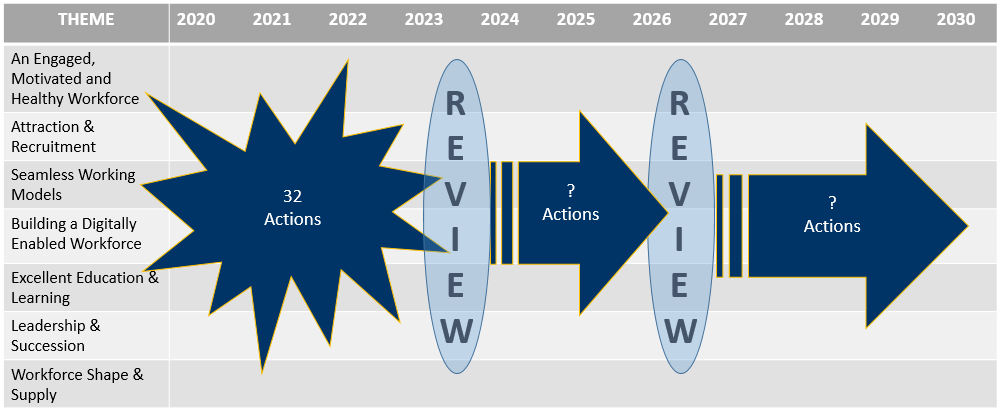 THEME 2020 2021 2022 2023 2024 2025 2026 2027 2028 2029 2030
An Engaged,
Motivated and
Healthy Workforce
Attraction &
Recruitment
Seamless Working
Models
Building a Digitally
Enabled Workforce
Excellent Education &
Learning
Leadership &
Succession
Workforce Shape &
Supply
32
Actions
REVIEW
?
Actions
REVIEW
?
Actions